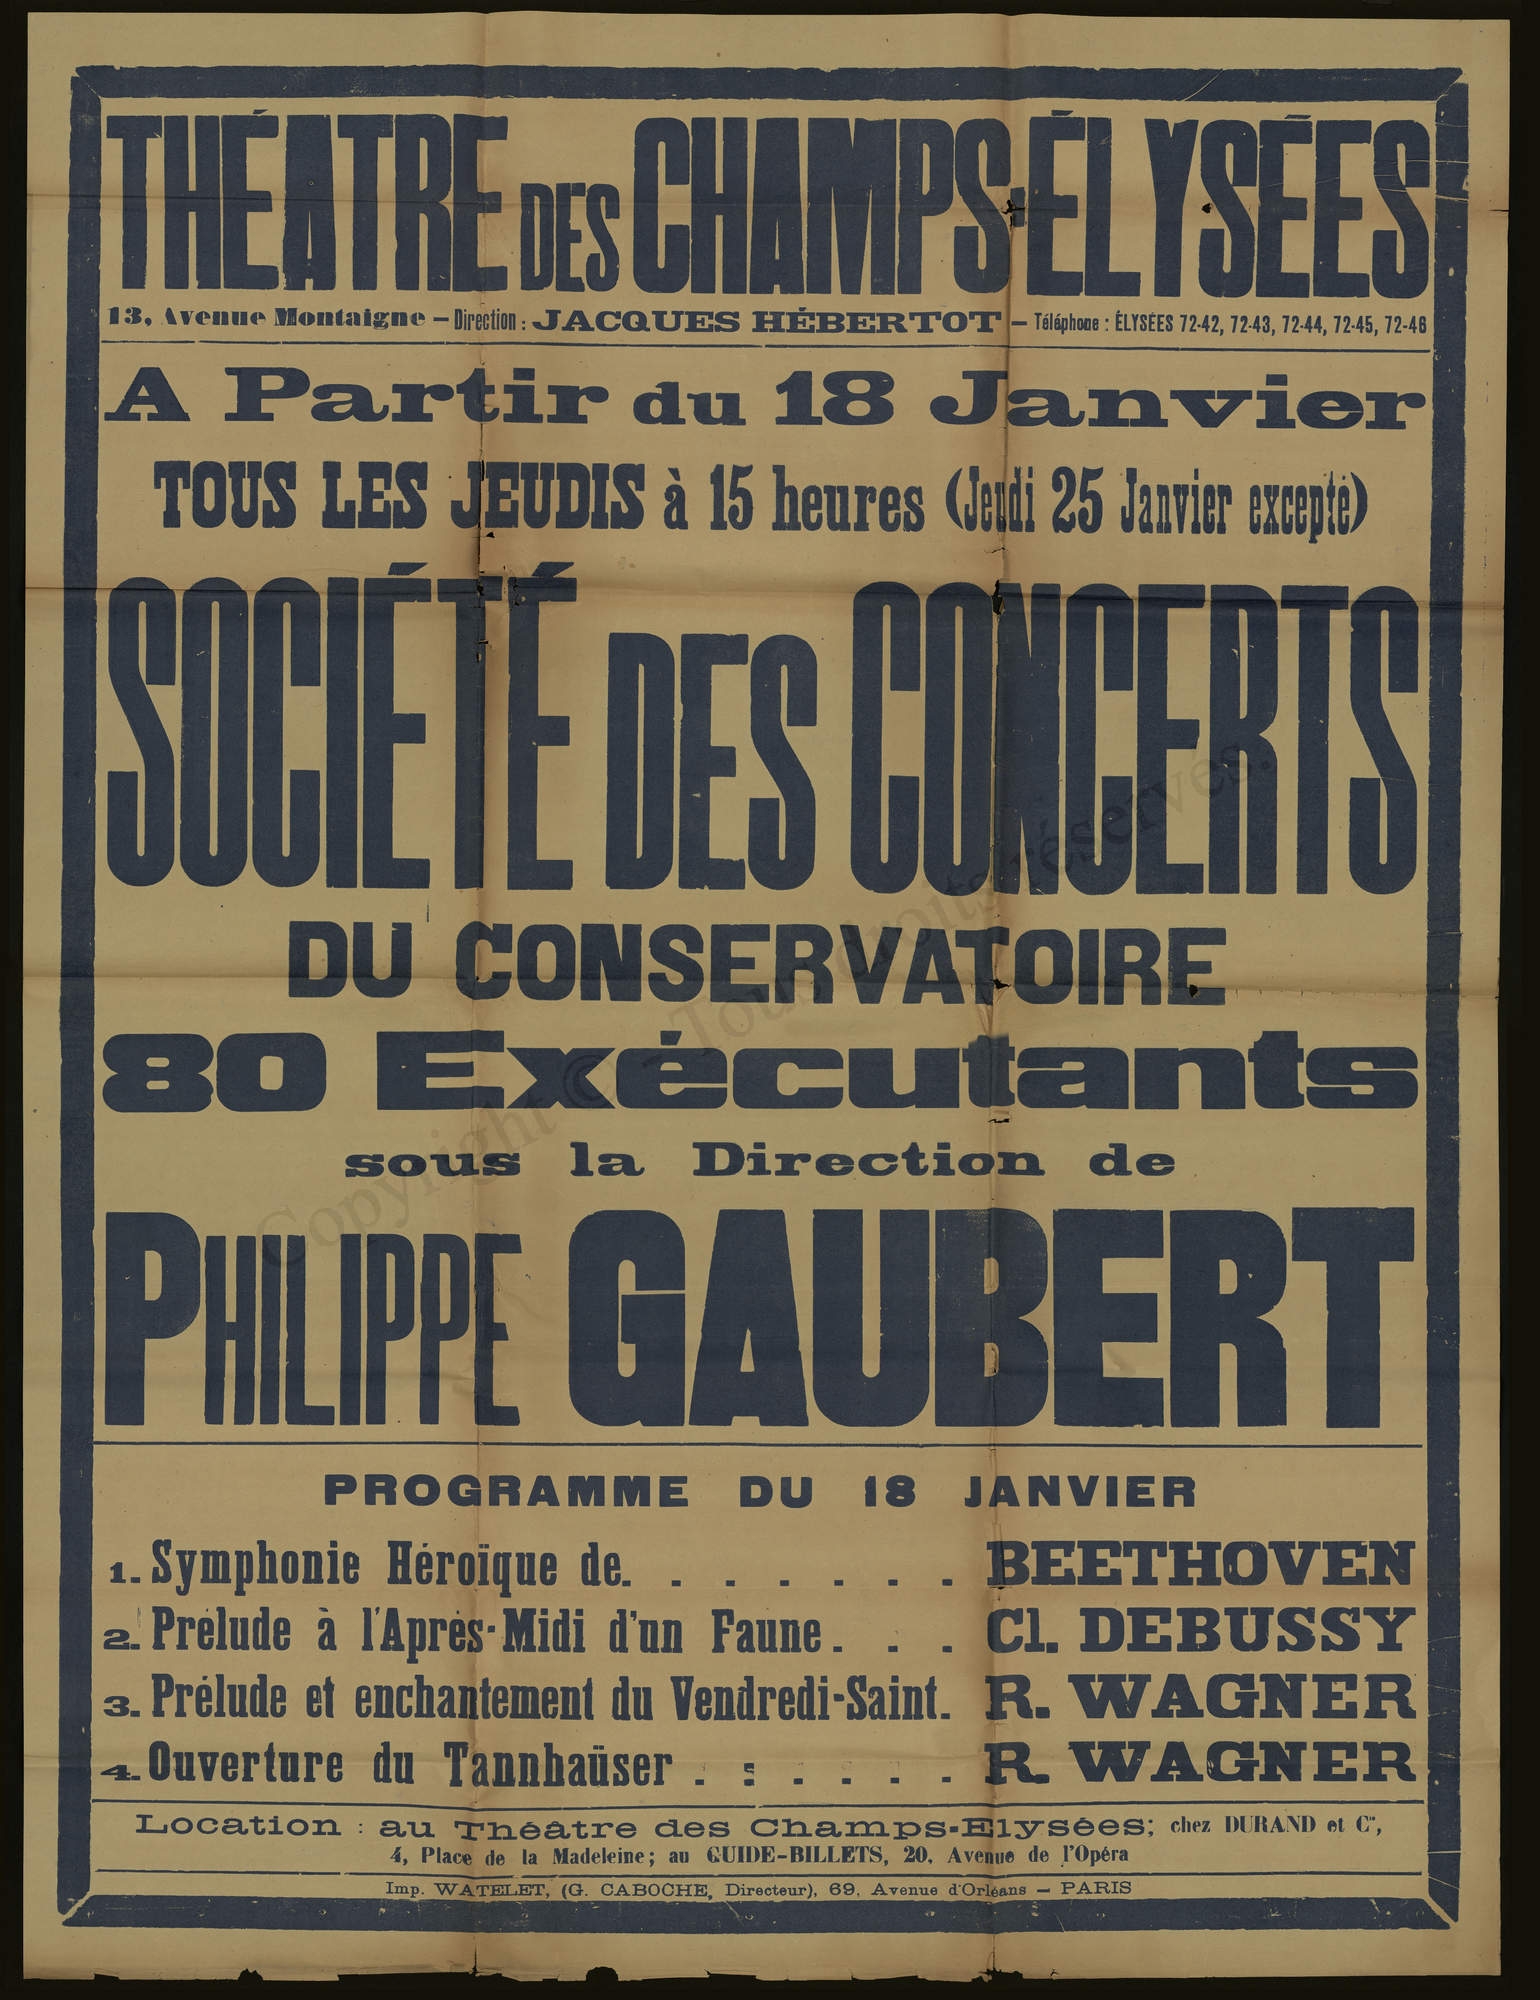 THÉATRE DES CHAMPS-ÉLYSÉES
13, Avenue Montaigne — Direction : JACQUES HÉBERTOT — Téléphone : ÉLYSÉES 72-42, 72-43, 72-44, 72-45, 72-46
A Partir du 18 Janvier
TOUS LES JEUDIS à 15 heures (Jeudi 25 Janvier excepté)
SOCIÉTÉ DES CONCERTS
DU CONSERVATOIRE
80 Exécutants
sous la Direction de
PHILIPPE GAUBERT
PROGRAMME DU 18 JANVIER
1. Symphonie Héroïque de. . . . . . . . BEETHOVEN
2. Prélude à l'Après-Midi d'un Faune. . . . Cl. DEBUSSY
3. Prélude et enchantement du Vendredi-Saint. R. WAGNER
4. Ouverture du Tannhaüser . : . . . . R. WAGNER
Location : au Théâtre des Champs-Elysées; chez DURAND et Cie,
4, Place de la Madeleine; au GUIDE-BILLETS, 20, Avenue de l'Opéra
Imp. WATELET, (G. CABOCHE, Directeur), 69, Avenue d'Orléans — PARIS
Copyright © - Tous droits réservés.